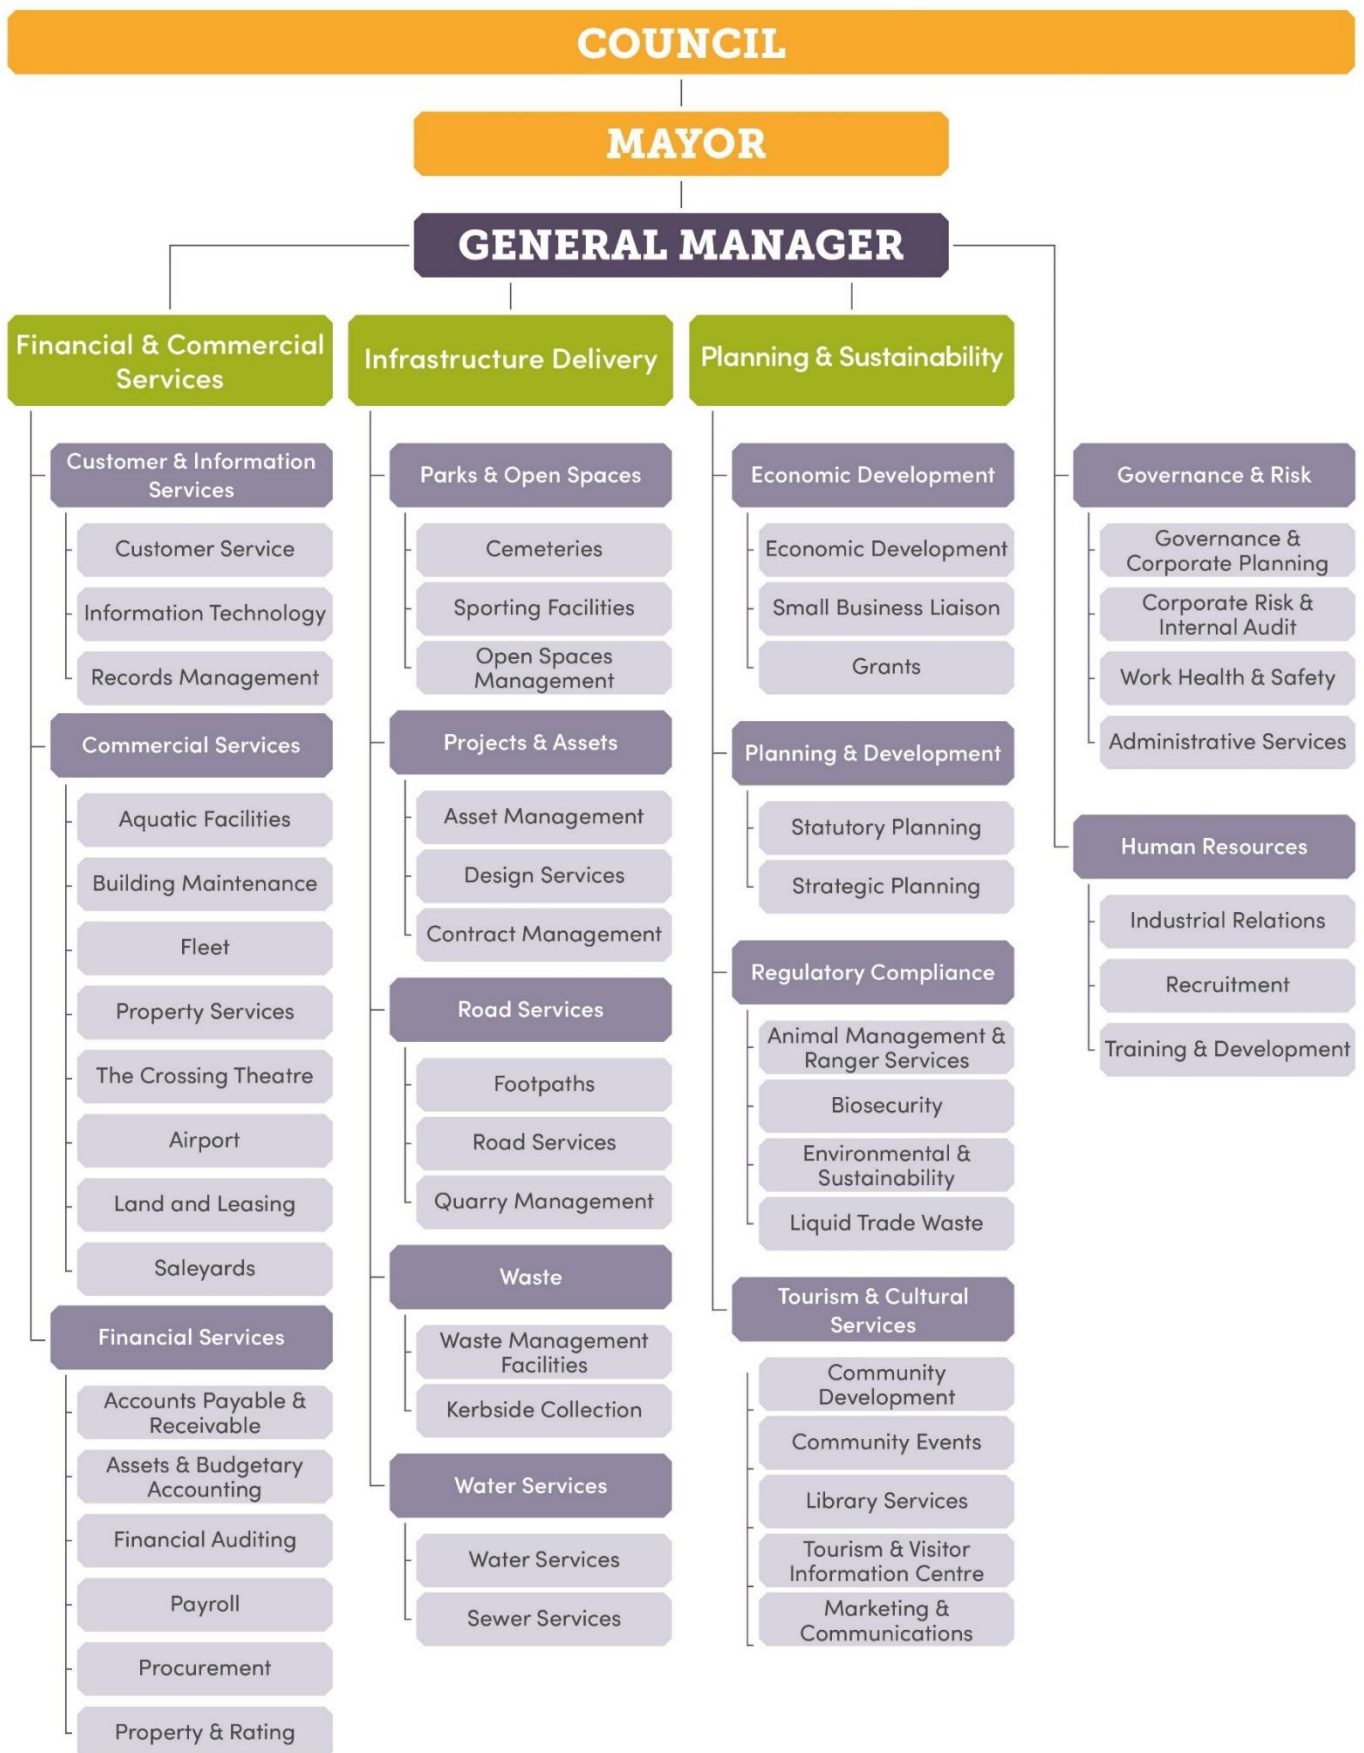 COUNCIL
MAYOR
GENERAL MANAGER
Financial & Commercial
Services
Customer & Information
Services
Customer Service
Information Technology
Records Management
Commercial Services
Aquatic Facilities
Building Maintenance
Fleet
Property Services
The Crossing Theatre
Airport
Land and Leasing
Saleyards
Financial Services
Accounts Payable &
Receivable
Assets & Budgetary
Accounting
Financial Auditing
Payroll
Procurement
Property & Rating
Infrastructure Delivery
Parks & Open Spaces
Cemeteries
Sporting Facilities
Open Spaces
Management
Projects & Assets
Asset Management
Design Services
Contract Management
Road Services
Footpaths
Road Services
Quarry Management
Waste
Waste Management
Facilities
Kerbside Collection
Water Services
Water Services
Sewer Services
Planning & Sustainability
Economic Development
Economic Development
Small Business Liaison
Grants
Planning & Development
Statutory Planning
Strategic Planning
Regulatory Compliance
Animal Management &
Ranger Services
Biosecurity
Environmental &
Sustainability
Liquid Trade Waste
Tourism & Cultural
Services
Community
Development
Community Events
Library Services
Tourism & Visitor
Information Centre
Marketing &
Communications
Governance & Risk
Governance &
Corporate Planning
Corporate Risk &
Internal Audit
Work Health & Safety
Administrative Services
Human Resources
Industrial Relations
Recruitment
Training & Development